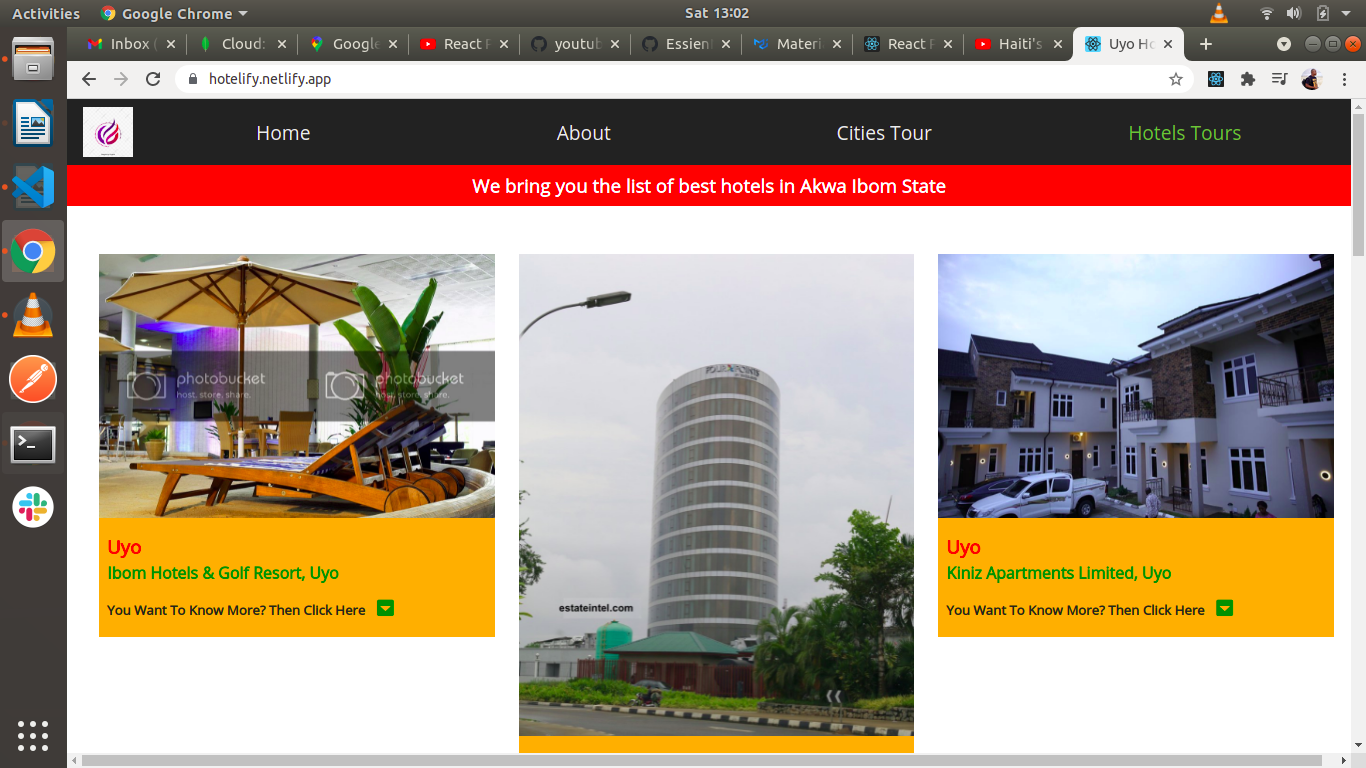 Activities
Google Chrome
Sat 13:02
Inbox (
Cloud:
Google
React F
youtub
Essien
Materi
React F
Haiti's
Uyo Ho
hotelify.netlify.app
Home
About
Cities Tour
Hotels Tours
We bring you the list of best hotels in Akwa Ibom State
photobucket
host. store. share.
photobucket
host. store. share.
estateintel.com
Uyo
Ibom Hotels & Golf Resort, Uyo
You Want To Know More? Then Click Here
Uyo
Kiniz Apartments Limited, Uyo
You Want To Know More? Then Click Here